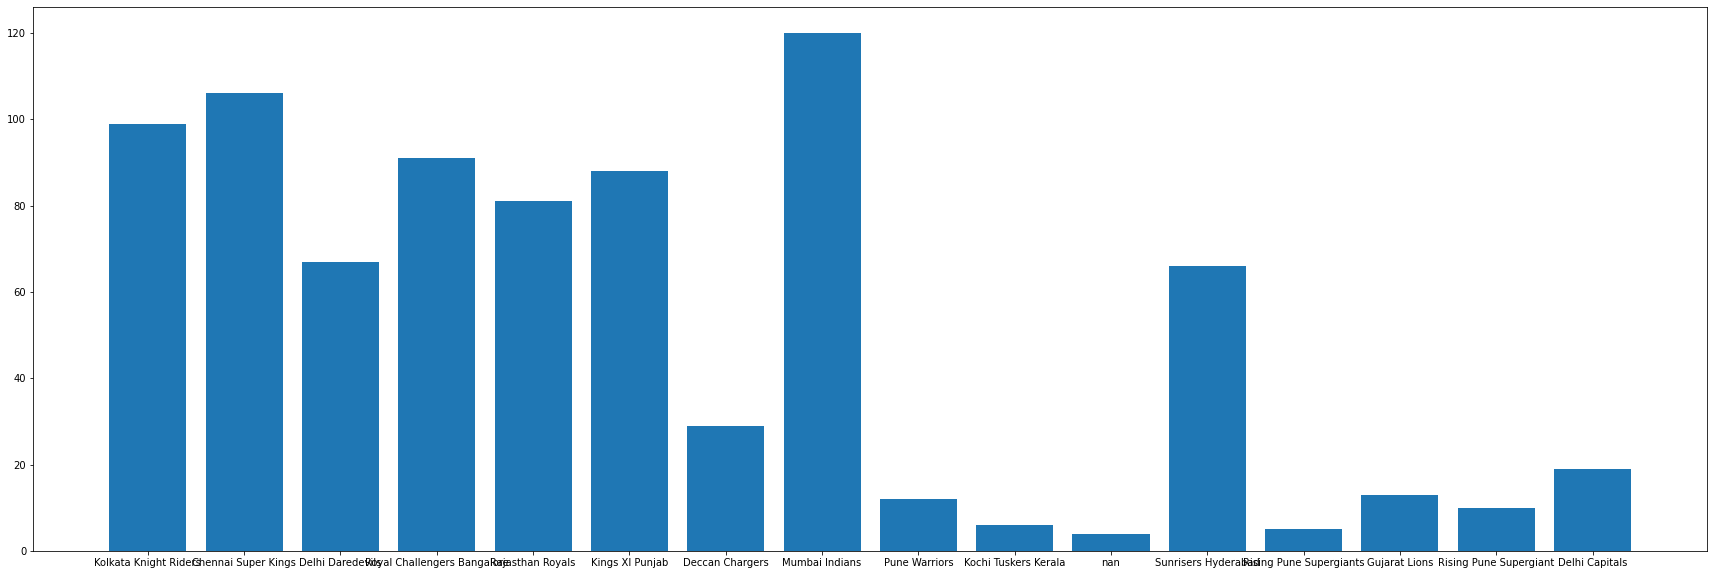 120
100
80
60
40
20
0
Kolkata Knight Riders
Chennai Super Kings
Delhi Daredevils
Royal Challengers Bangalore
Rajasthan Royals
Kings XI Punjab
Deccan Chargers
Mumbai Indians
Pune Warriors
Kochi Tuskers Kerala
nan
Sunrisers Hyderabad
Rising Pune Supergiants
Gujarat Lions
Rising Pune Supergiant
Delhi Capitals